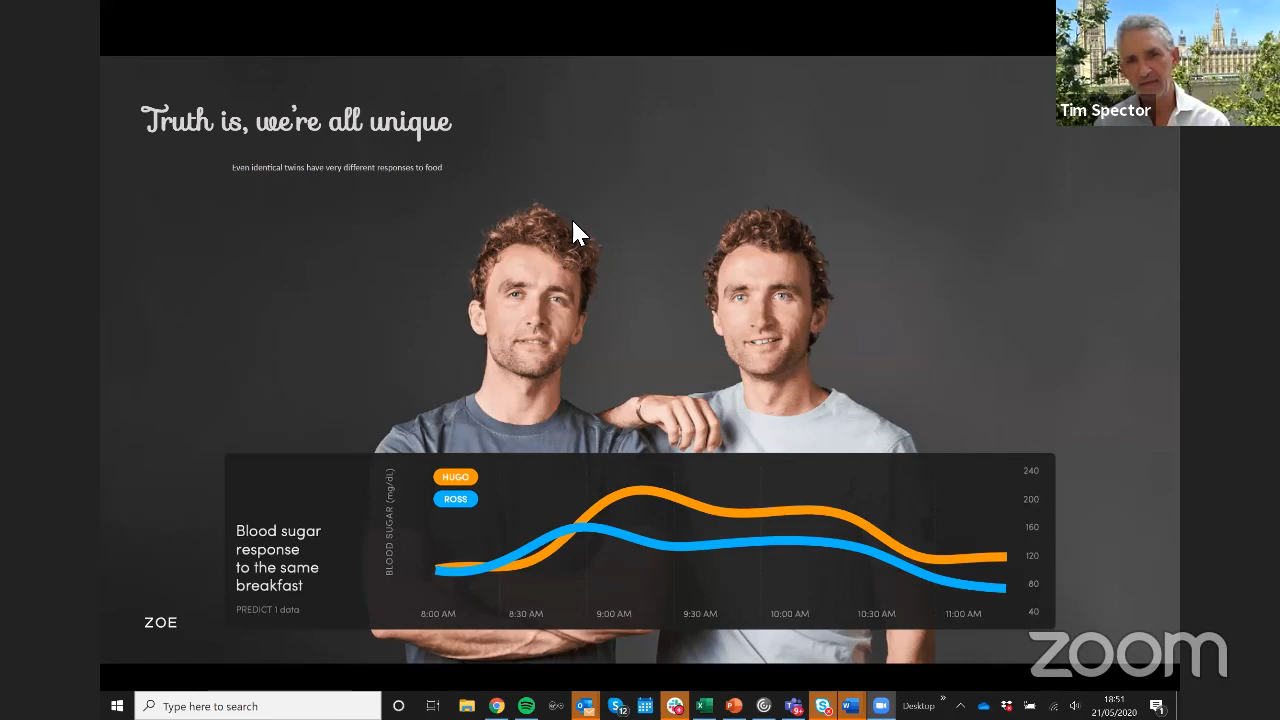 Truth is, we're all unique
Even identical twins have very different responses to food
Tim Spector
HUGO
ROSS
BLOOD SUGAR (mg/dL)
Blood sugar
response
to the same
breakfast
PREDICT 1 data
240
200
160
120
80
40
8:00 AM
8:30 AM
9:00 AM
9:30 AM
10:00 AM
10:30 AM
11:00 AM
ZOE
zoom
Type here to search
12
9+
Desktop
18:51
21/05/2020
1